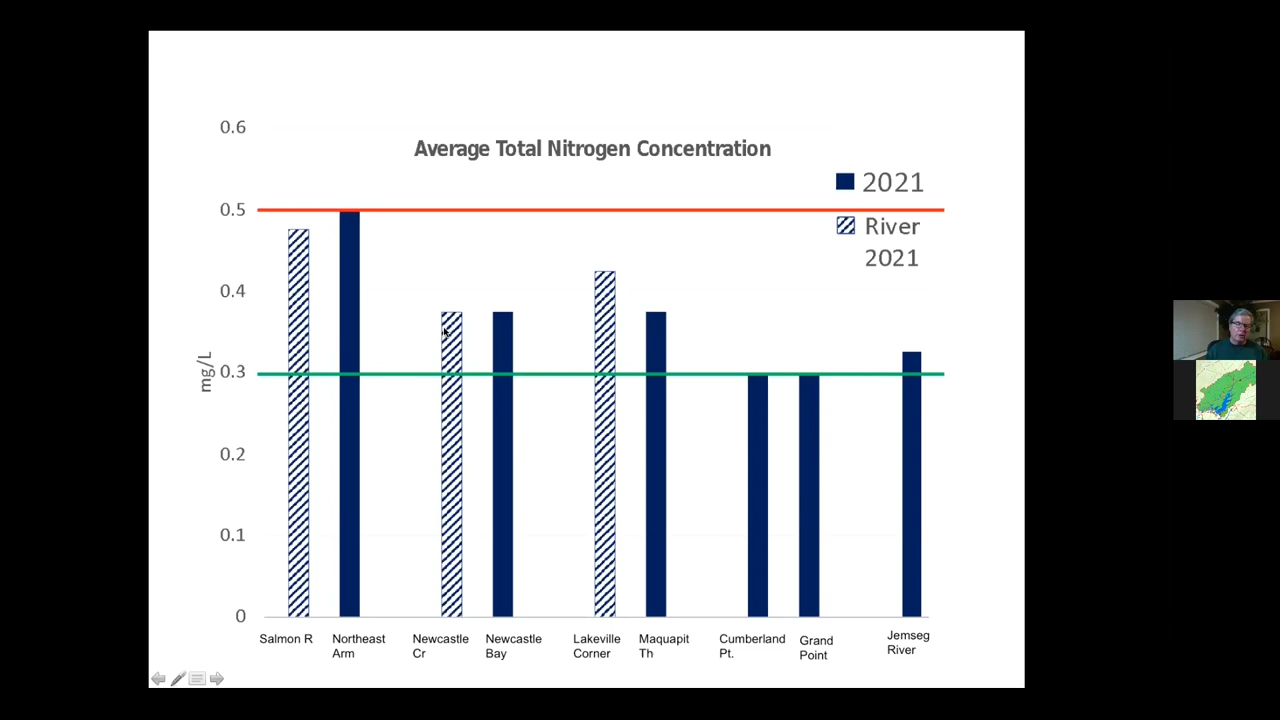 Average Total Nitrogen Concentration
2021
River
2021
0.6
0.5
0.4
0.3
0.2
0.1
0
mg/L
Salmon R
Northeast
Arm
Newcastle
Cr
Newcastle
Bay
Lakeville
Corner
Maquapit
Th
Cumberland
Pt.
Grand
Point
Jemseg
River